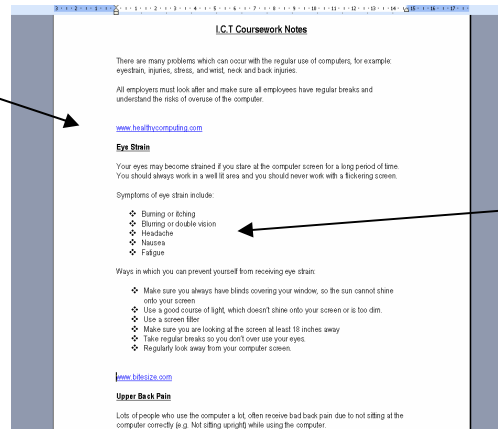 I.C.T Coursework Notes
There are many problems which can occur with the regular use of computers, for example:
eyestrain, injuries, stress, and wrist, neck and back injuries.
All employers must look after and make sure all employees have regular breaks and
understand the risks of overuse of the computer.
www.healthycomputing.com
Eye Strain
Your eyes may become strained if you stare at the computer screen for a long period of time.
You should always work in a well lit area and you should never work with a flickering screen.
Symptoms of eye strain include:
❖ Burning or itching
❖ Blurring or double vision
❖ Headache
❖ Nausea
❖ Fatigue
Ways in which you can prevent yourself from receiving eye strain:
❖ Make sure you always have blinds covering your window, so the sun cannot shine
onto your screen
❖ Use a good course of light, which doesn't shine onto your screen or is too dim.
❖ Use a screen filter
❖ Make sure you are looking at the screen at least 18 inches away
❖ Take regular breaks so you don't over use your eyes.
❖ Regularly look away from your computer screen.
www.bitesize.com
Upper Back Pain
Lots of people who use the computer a lot, often receive bad back pain due to not sitting at the
computer correctly (e.g. Not sitting upright) while using the computer.